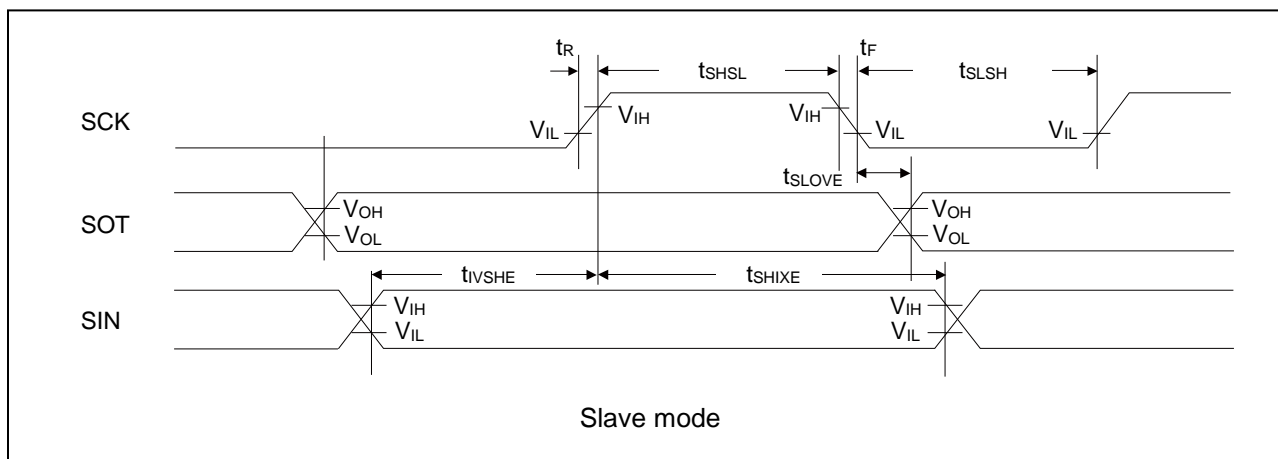 tR tSHSL tF tSLSH
SCK VIL VIH VIH VIL VIL
tSLOVE
SOT VOH VOH
VOL VOL
tIVSHE tSHIXE
SIN VIH VIH
VIL VIL
Slave mode